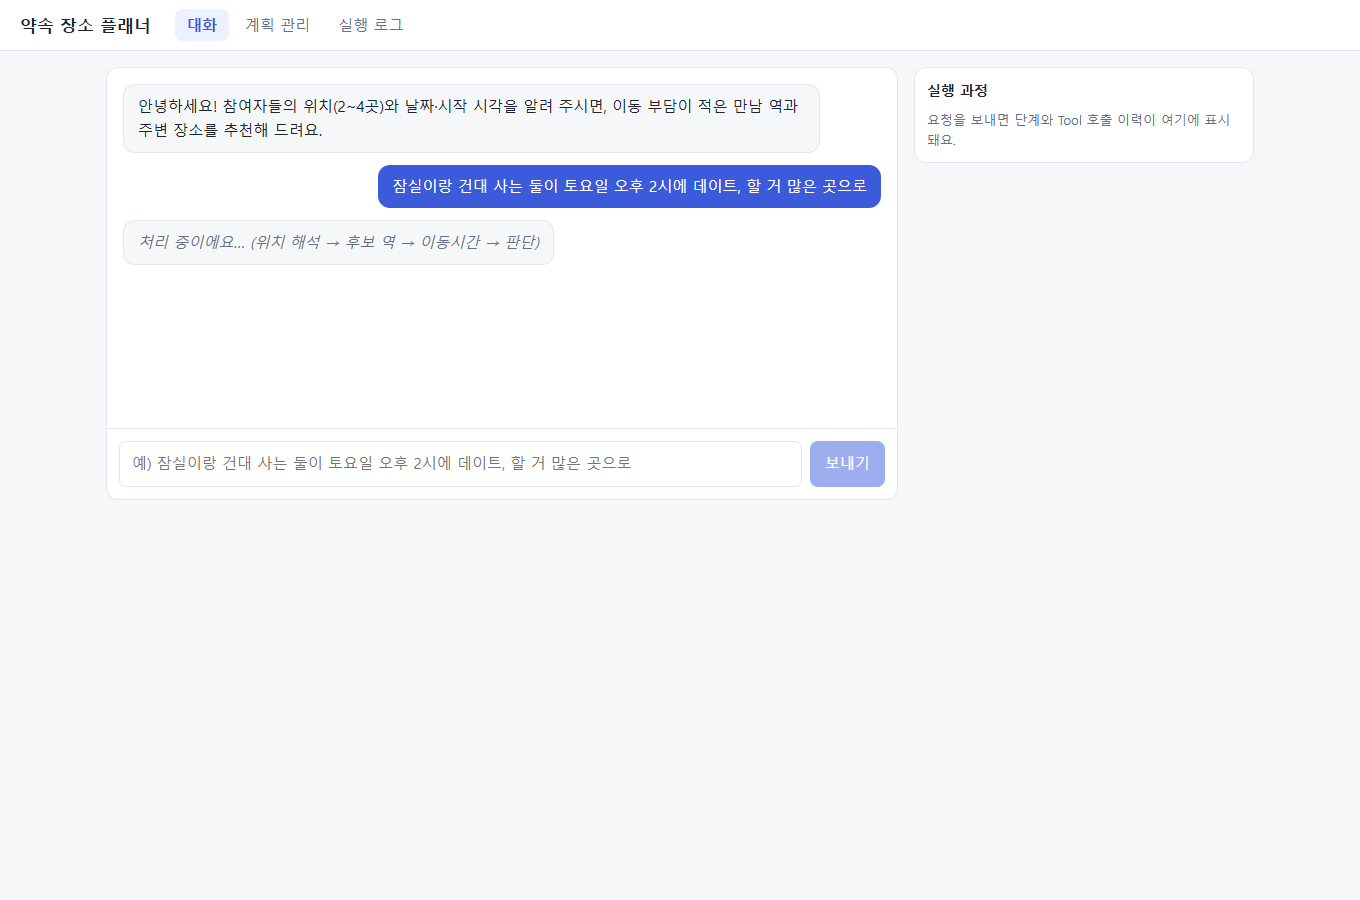 약속 장소 플래너
대화
계획 관리
실행 로그
안녕하세요! 참여자들의 위치(2~4곳)와 날짜·시작 시각을 알려 주시면, 이동 부담이 적은 만남 역과
주변 장소를 추천해 드려요.
잠실이랑 건대 사는 둘이 토요일 오후 2시에 데이트, 할 거 많은 곳으로
처리 중이에요… (위치 해석 → 후보 역 → 이동시간 → 판단)
예) 잠실이랑 건대 사는 둘이 토요일 오후 2시에 데이트, 할 거 많은 곳으로
보내기
실행 과정
요청을 보내면 단계와 Tool 호출 이력이 여기에 표시
돼요.